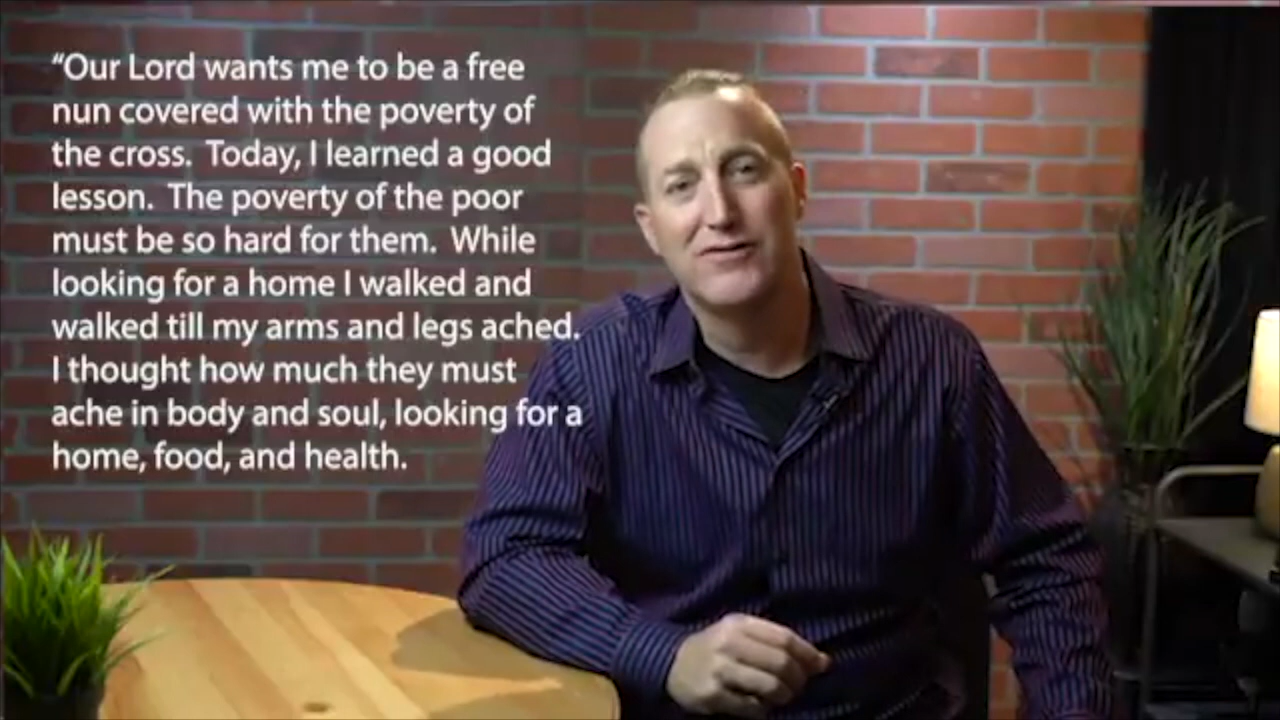 “Our Lord wants me to be a free
nun covered with the poverty of
the cross.  Today, I learned a good
lesson.  The poverty of the poor
must be so hard for them.  While
looking for a home I walked and
walked till my arms and legs ached.
I thought how much they must
ache in body and soul, looking for a
home, food, and health.